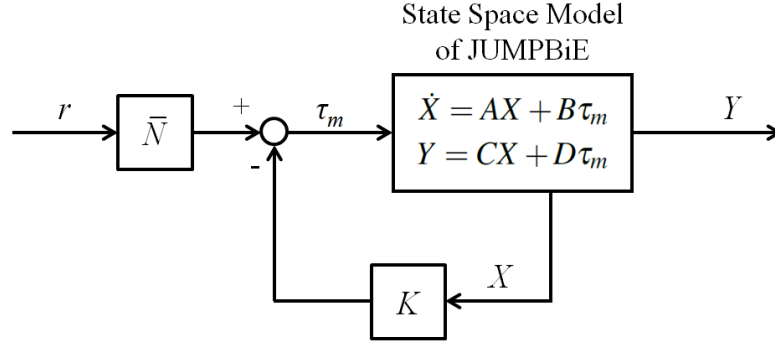 State Space Model
of JUMPBiE
r
N̄
+
-
τₘ
Ẋ = AX + Bτₘ
Y = CX + Dτₘ
Y
K
X